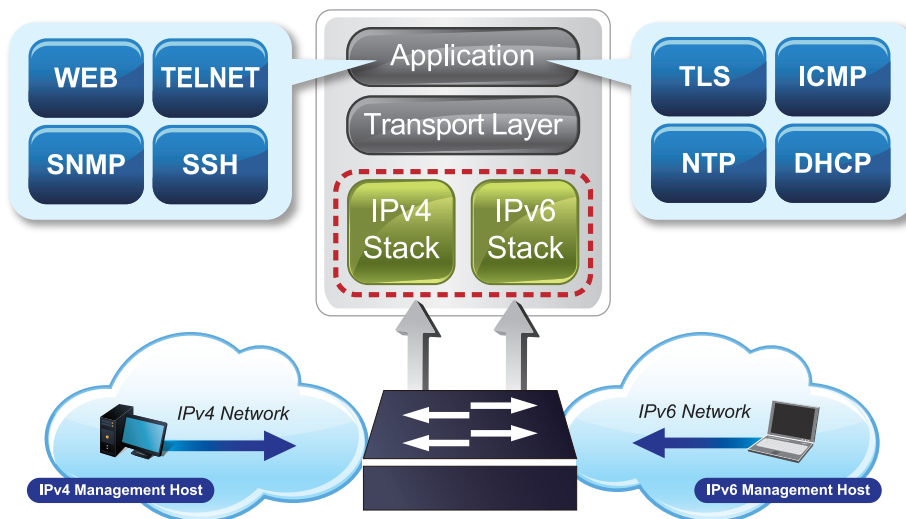 WEB
TELNET
SNMP
SSH
Application
Transport Layer
IPv4
Stack
IPv6
Stack
TLS
ICMP
NTP
DHCP
IPv4 Network
IPv4 Management Host
IPv6 Network
IPv6 Management Host